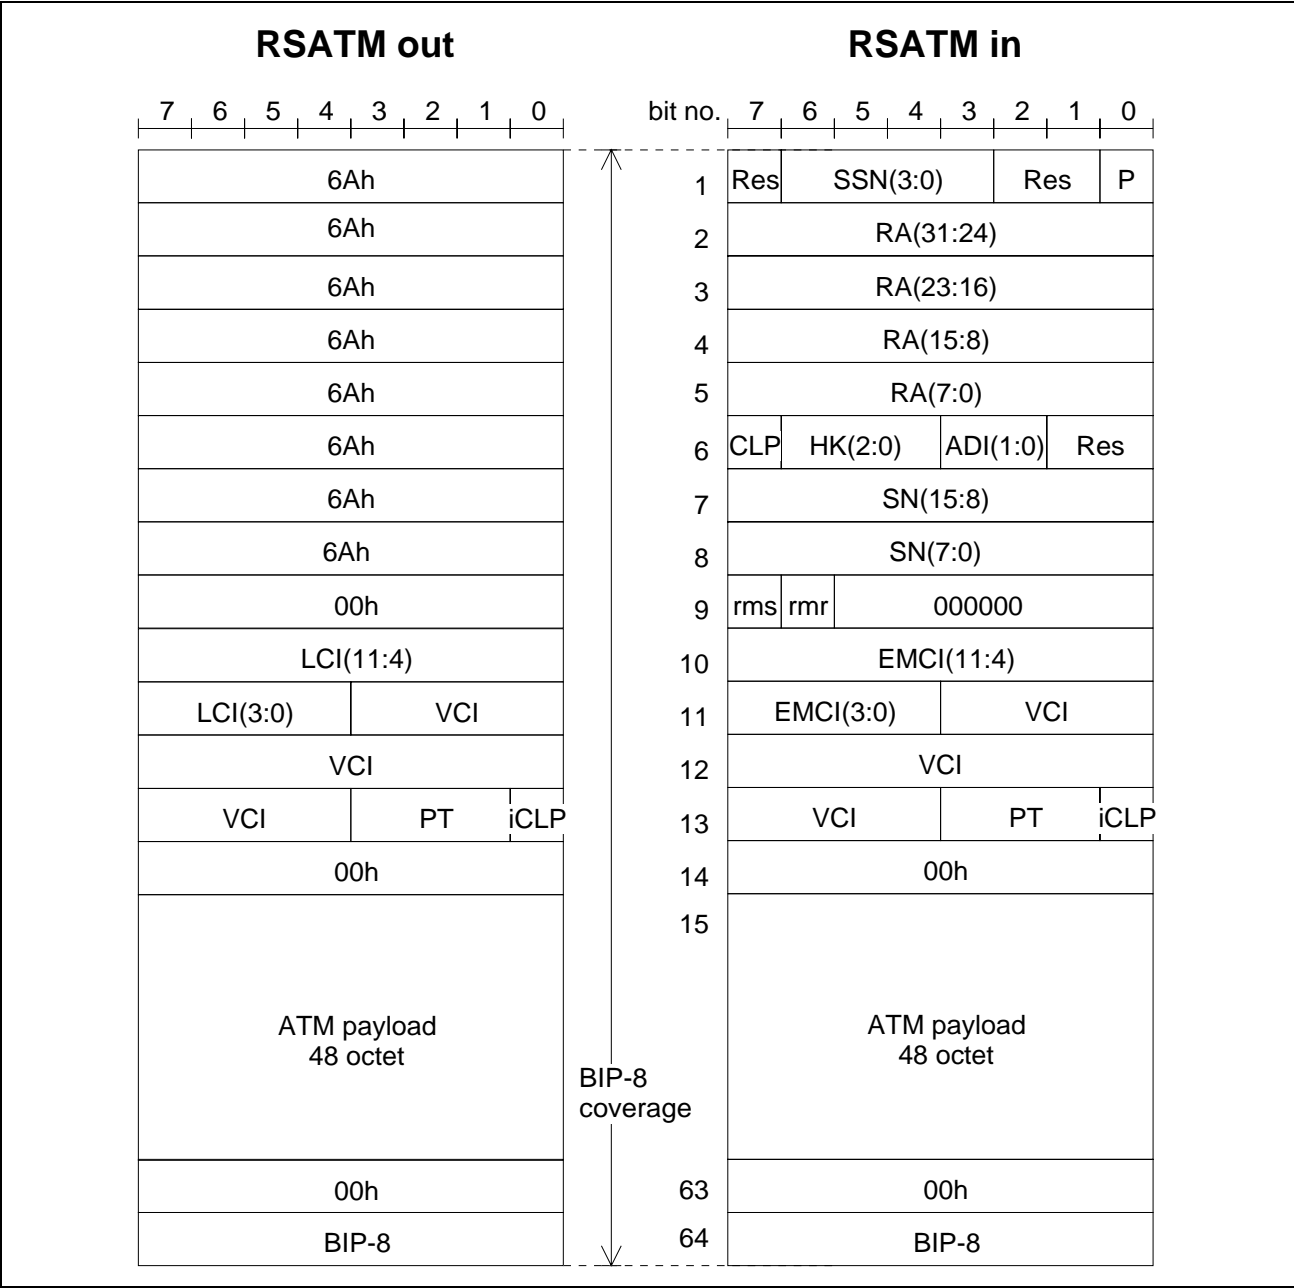 RSATM out RSATM in
7 6 5 4 3 2 1 0 bit no. 7 6 5 4 3 2 1 0
6Ah 1 Res SSN(3:0) Res P
6Ah 2 RA(31:24)
6Ah 3 RA(23:16)
6Ah 4 RA(15:8)
6Ah 5 RA(7:0)
6Ah 6 CLP HK(2:0) ADI(1:0) Res
6Ah 7 SN(15:8)
6Ah 8 SN(7:0)
00h 9 rms rmr 000000
LCI(11:4) 10 EMCI(11:4)
LCI(3:0) VCI 11 EMCI(3:0) VCI
VCI 12 VCI
VCI PT iCLP 13 VCI PT iCLP
00h 14 00h
15
ATM payload ATM payload
48 octet 48 octet
BIP-8
coverage
00h 63 00h
BIP-8 64 BIP-8